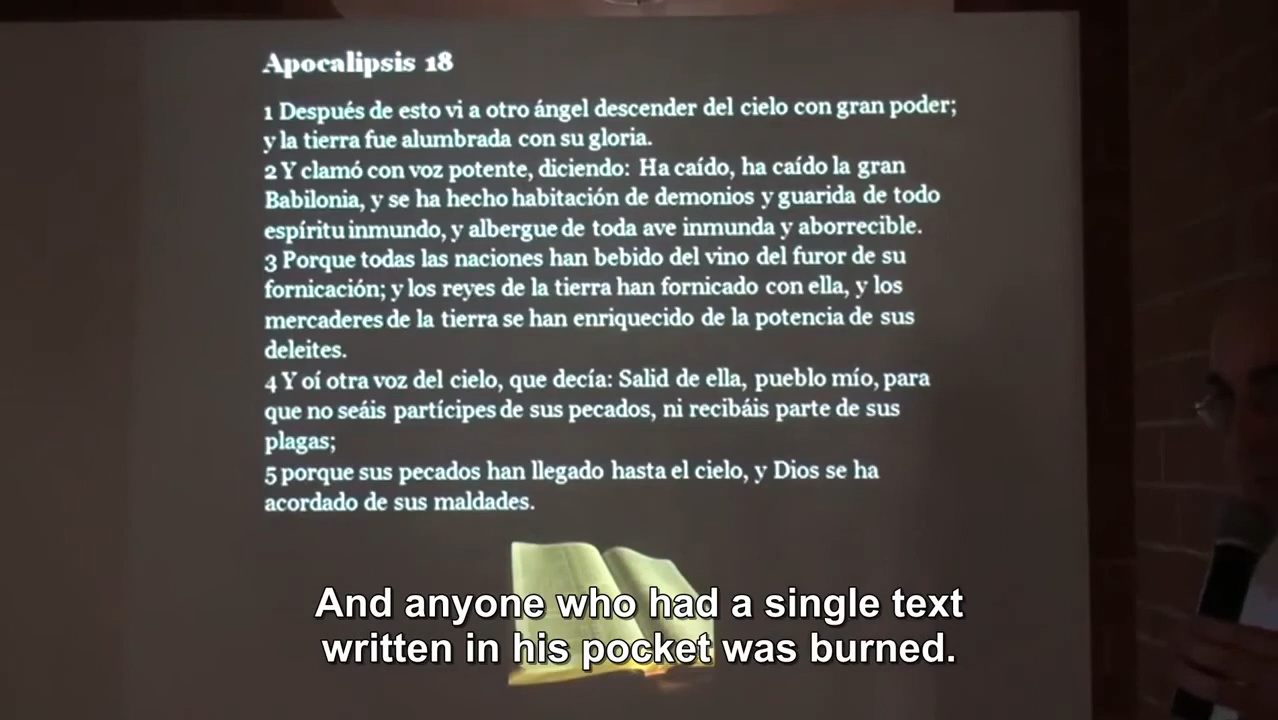 Apocalipsis 18
1 Después de esto vi a otro ángel descender del cielo con gran poder;
y la tierra fue alumbrada con su gloria.
2 Y clamó con voz potente, diciendo: Ha caído, ha caído la gran
Babilonia, y se ha hecho habitación de demonios y guarida de todo
espíritu inmundo, y albergue de toda ave inmunda y aborrecible.
3 Porque todas las naciones han bebido del vino del furor de su
fornicación; y los reyes de la tierra han fornicado con ella, y los
mercaderes de la tierra se han enriquecido de la potencia de sus
deleites.
4 Y oí otra voz del cielo, que decía: Salid de ella, pueblo mío, para
que no seáis partícipes de sus pecados, ni recibáis parte de sus
plagas;
5 porque sus pecados han llegado hasta el cielo, y Dios se ha
acordado de sus maldades.
And anyone who had a single text
written in his pocket was burned.